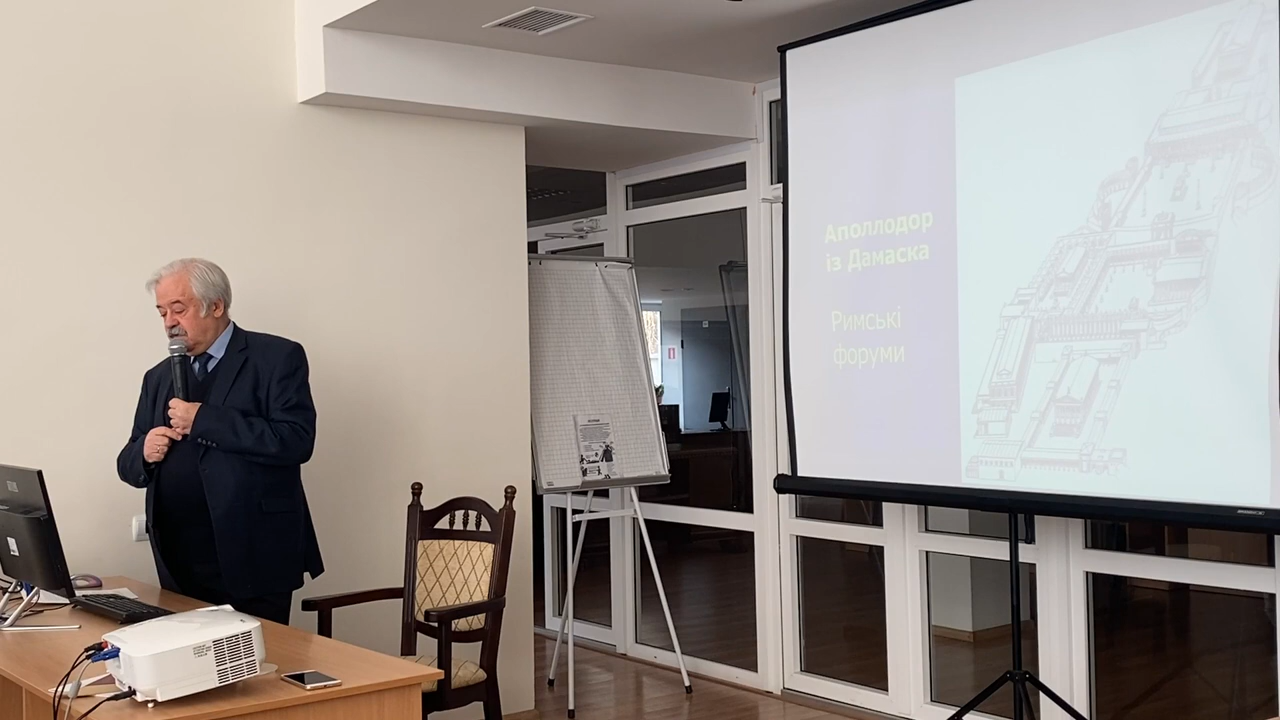 Аполлодор
із Дамаска
Римські
форуми